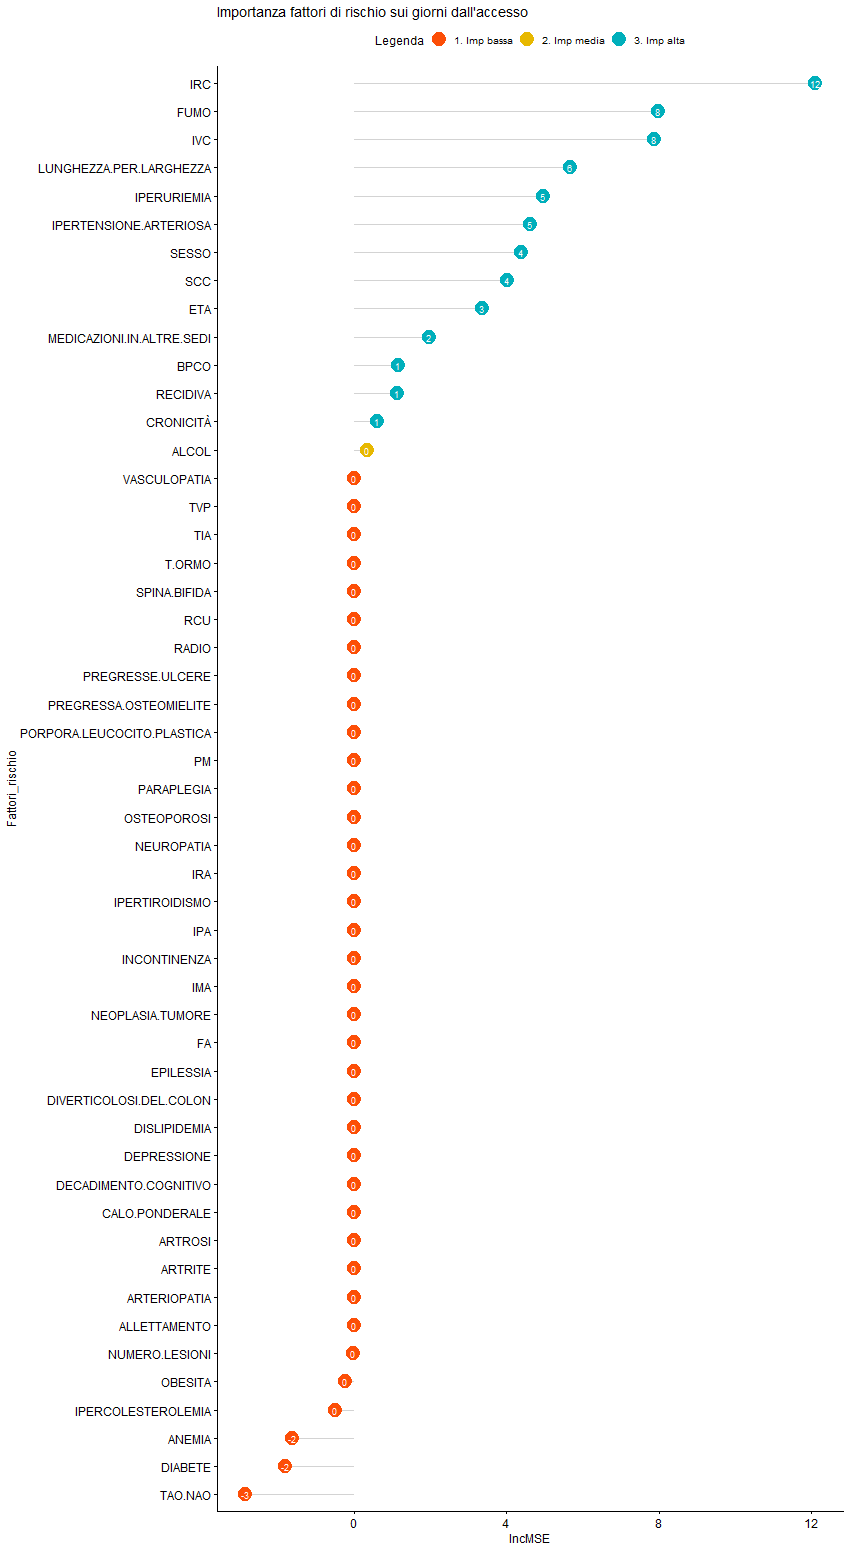 Importanza fattori di rischio sui giorni dall'accesso
Legenda 1. Imp bassa 2. Imp media 3. Imp alta
IRC 12
FUMO 8
IVC 8
LUNGHEZZA.PER.LARGHEZZA 6
IPERURIEMIA 5
IPERTENSIONE.ARTERIOSA 5
SESSO 4
SCC 4
ETA 3
MEDICAZIONI.IN.ALTRE.SEDI 2
BPCO 1
RECIDIVA 1
CRONICITÀ 1
ALCOL 0
VASCULOPATIA 0
TVP 0
TIA 0
T.ORMO 0
SPINA.BIFIDA 0
RCU 0
RADIO 0
PREGRESSE.ULCERE 0
PREGRESSA.OSTEOMIELITE 0
PORPORA.LEUCOCITO.PLASTICA 0
PM 0
PARAPLEGIA 0
OSTEOPOROSI 0
NEUROPATIA 0
IRA 0
IPERTIROIDISMO 0
IPA 0
INCONTINENZA 0
IMA 0
NEOPLASIA.TUMORE 0
FA 0
EPILESSIA 0
DIVERTICOLOSI.DEL.COLON 0
DISLIPIDEMIA 0
DEPRESSIONE 0
DECADIMENTO.COGNITIVO 0
CALO.PONDERALE 0
ARTROSI 0
ARTRITE 0
ARTERIOPATIA 0
ALLETTAMENTO 0
NUMERO.LESIONI 0
OBESITA 0
IPERCOLESTEROLEMIA 0
ANEMIA -2
DIABETE -2
TAO.NAO -3
Fattori_rischio
0 4 8 12
IncMSE